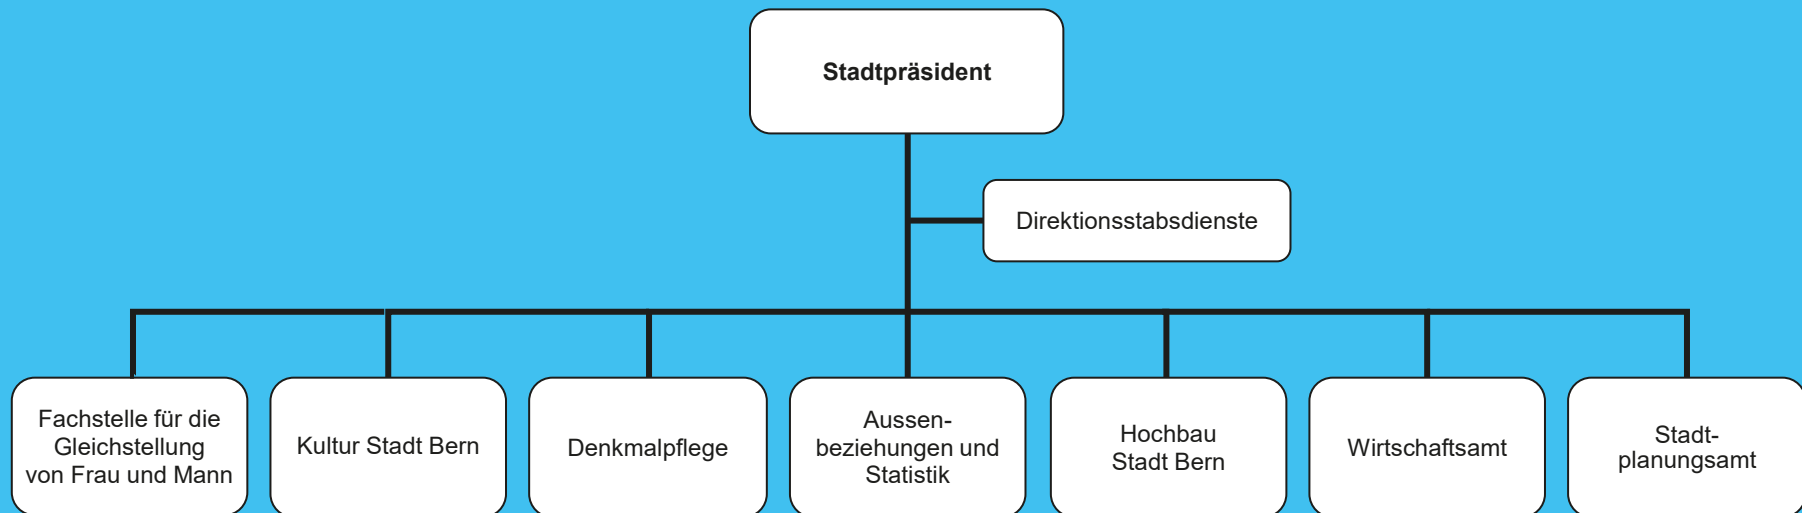 Stadtpräsident
Direktionsstabsdienste
Fachstelle für die
Gleichstellung
von Frau und Mann
Kultur Stadt Bern
Denkmalpflege
Aussen-
beziehungen und
Statistik
Hochbau
Stadt Bern
Wirtschaftsamt
Stadt-
planungsamt